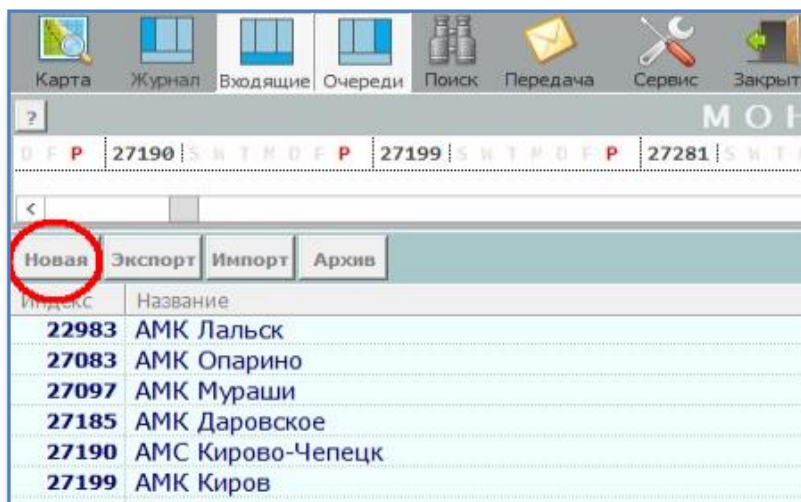 Карта Журнал Входящие Очереди Поиск Передача Сервис Закрыт
?
М О Н
D F P 27190 S W T M D F P 27199 S W T M D F P 27281 S W T
<
Новая Экспорт Импорт Архив
Индекс Название
22983 АМК Лальск
27083 АМК Опарино
27097 АМК Мураши
27185 АМК Даровское
27190 АМС Кирово-Чепецк
27199 АМК Киров